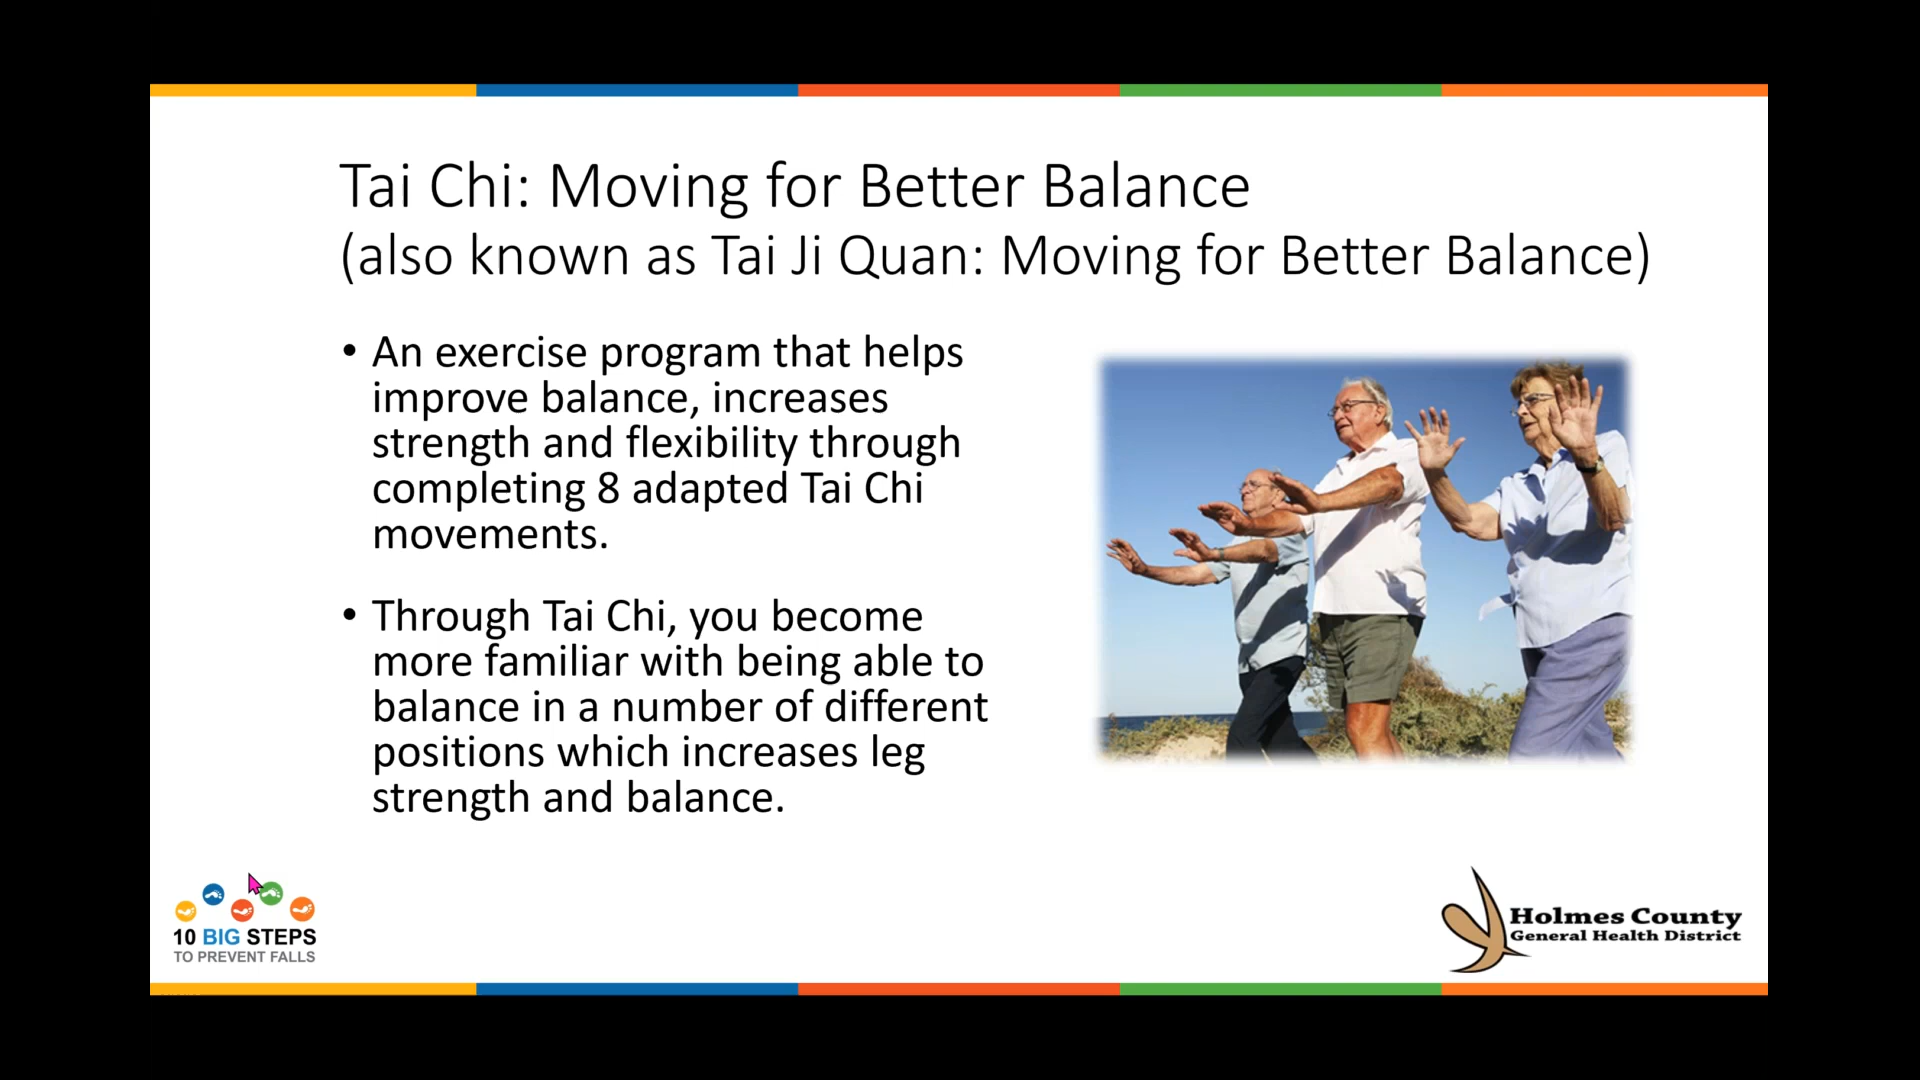 Tai Chi: Moving for Better Balance
(also known as Tai Ji Quan: Moving for Better Balance)
• An exercise program that helps
improve balance, increases
strength and flexibility through
completing 8 adapted Tai Chi
movements.
• Through Tai Chi, you become
more familiar with being able to
balance in a number of different
positions which increases leg
strength and balance.
10 BIG STEPS
TO PREVENT FALLS
Holmes County
General Health District